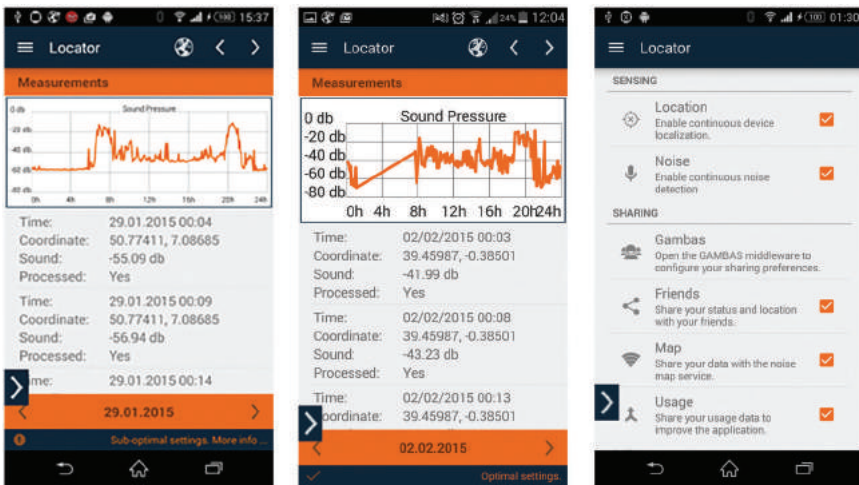 15:37
Locator
Measurements
0 db
Sound Pressure
-20 db
-40 db
-60 db
-80 db
0h 4h 8h 12h 16h 20h 24h
Time: 29.01.2015 00:04
Coordinate: 50.77411, 7.08685
Sound: -55.09 db
Processed: Yes
Time: 29.01.2015 00:09
Coordinate: 50.77411, 7.08685
Sound: -56.94 db
Processed: Yes
me: 29.01.2015 00:14
29.01.2015
Sub-optimal settings. More info ...
24% 12:04
Locator
Measurements
0 db
Sound Pressure
-20 db
-40 db
-60 db
-80 db
0h 4h 8h 12h 16h 20h24h
Time: 02/02/2015 00:03
Coordinate: 39.45987, -0.38501
Sound: -41.99 db
Processed: Yes
Time: 02/02/2015 00:08
Coordinate: 39.45987, -0.38501
Sound: -43.23 db
Processed: Yes
Time: 02/02/2015 00:13
oordinate: 39.45987, -0.38501
02.02.2015
Optimal settings.
100 01:30
Locator
SENSING
Location
Enable continuous device
localization.
Noise
Enable continuous noise
detection
SHARING
Gambas
Open the GAMBAS middleware to
configure your sharing preferences.
Friends
Share your status and location
with your friends.
Map
Share your data with the noise
map service.
Usage
Share your usage data to
improve the application.